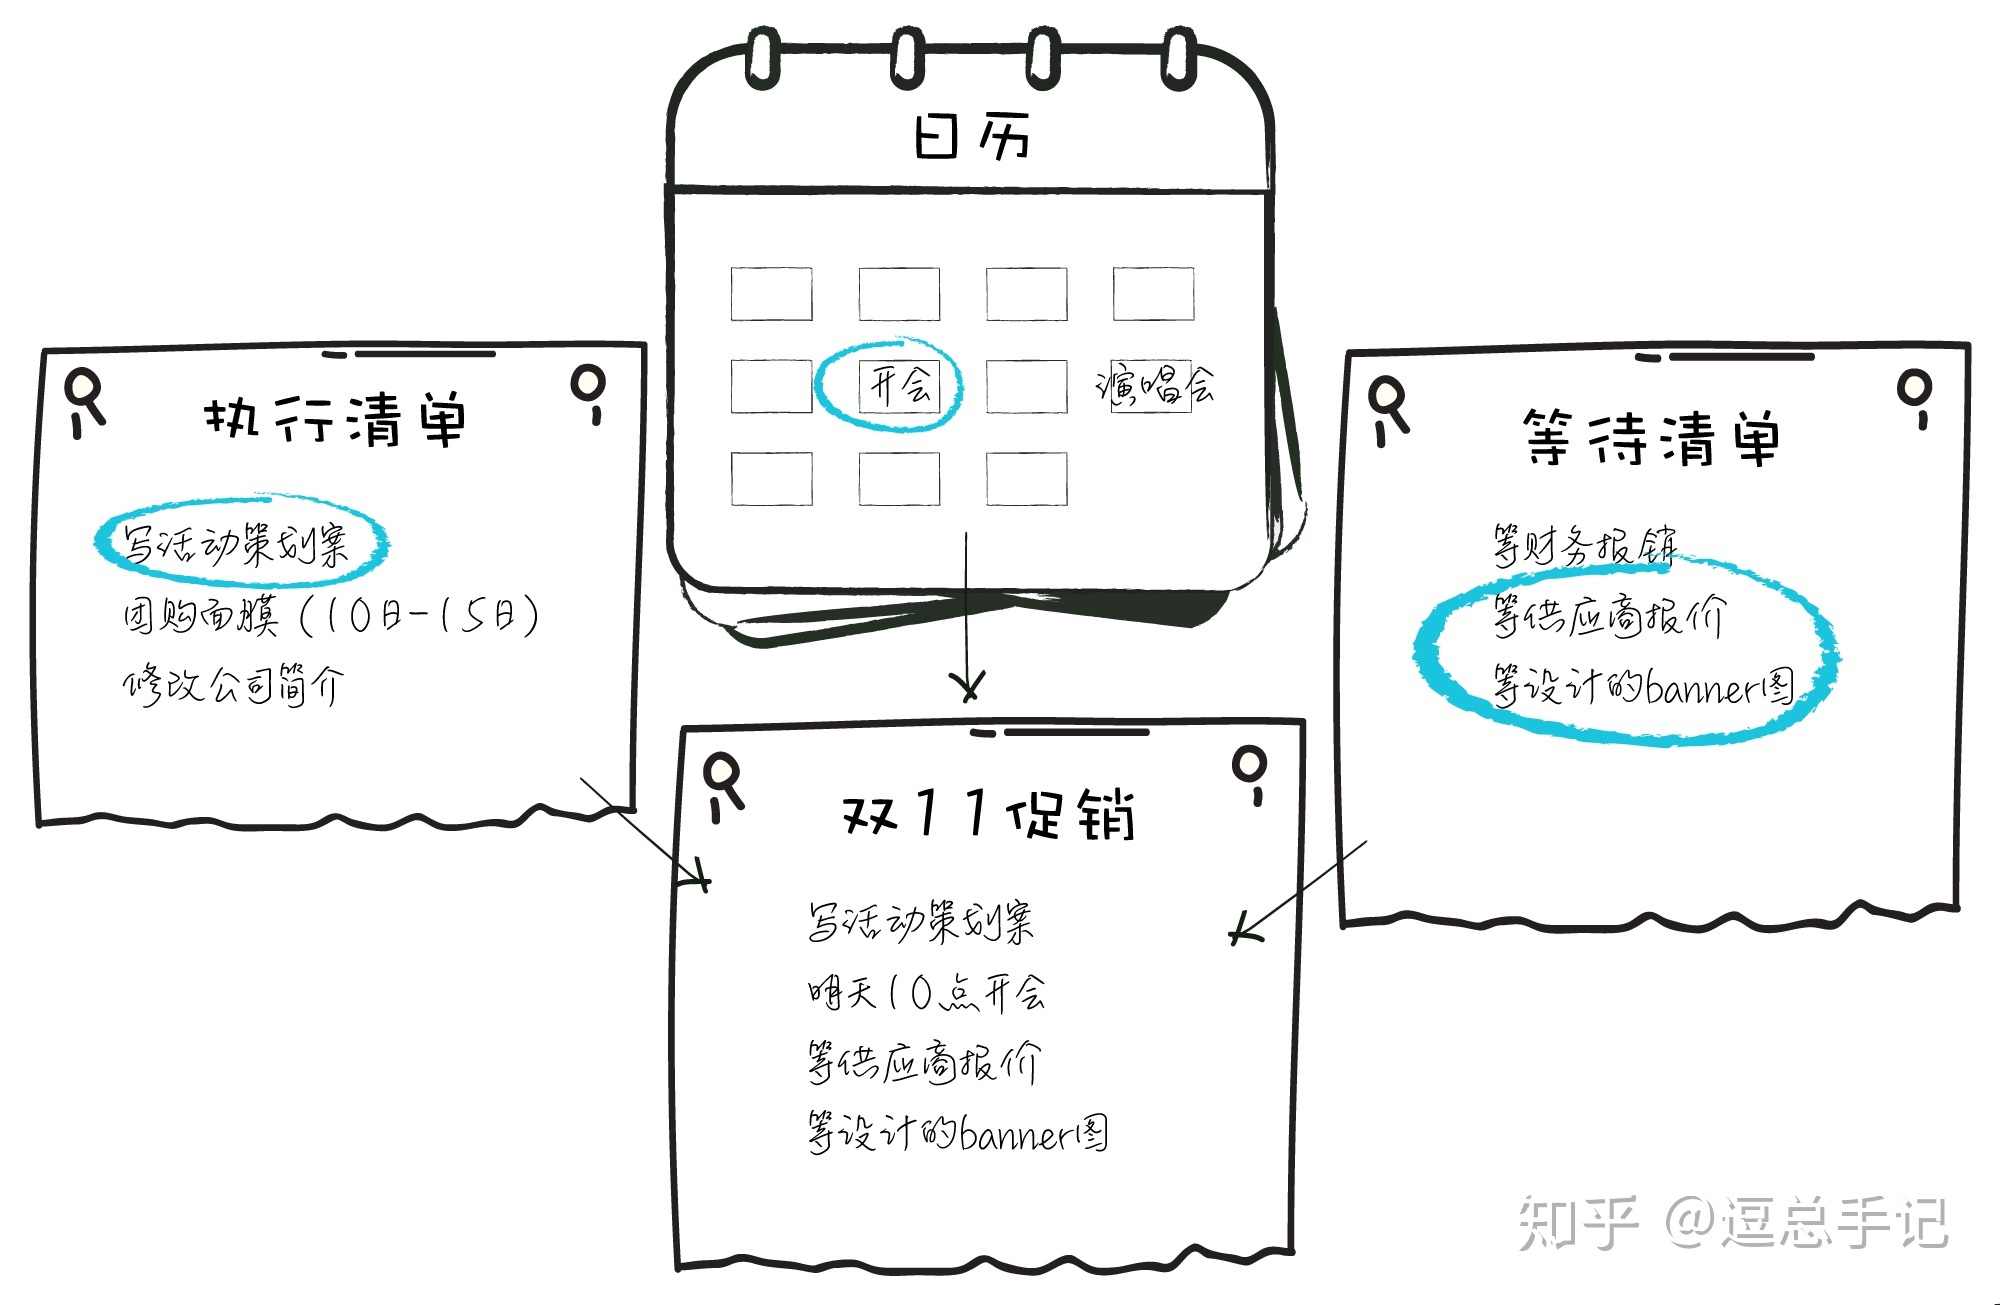 日历
开会
演唱会
执行清单
写活动策划案
团购面膜（10日-15日）
修改公司简介
等待清单
等财务报销
等供应商报价
等设计的banner图
双11促销
写活动策划案
明天10点开会
等供应商报价
等设计的banner图
知乎 @逗总手记